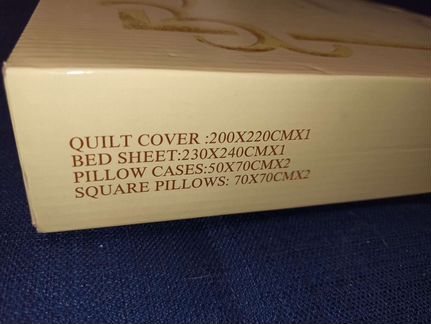 QUILT COVER :200X220CMX1
BED SHEET:230X240CMX1
PILLOW CASES:50X70CMX2
SQUARE PILLOWS: 70X70CMX2